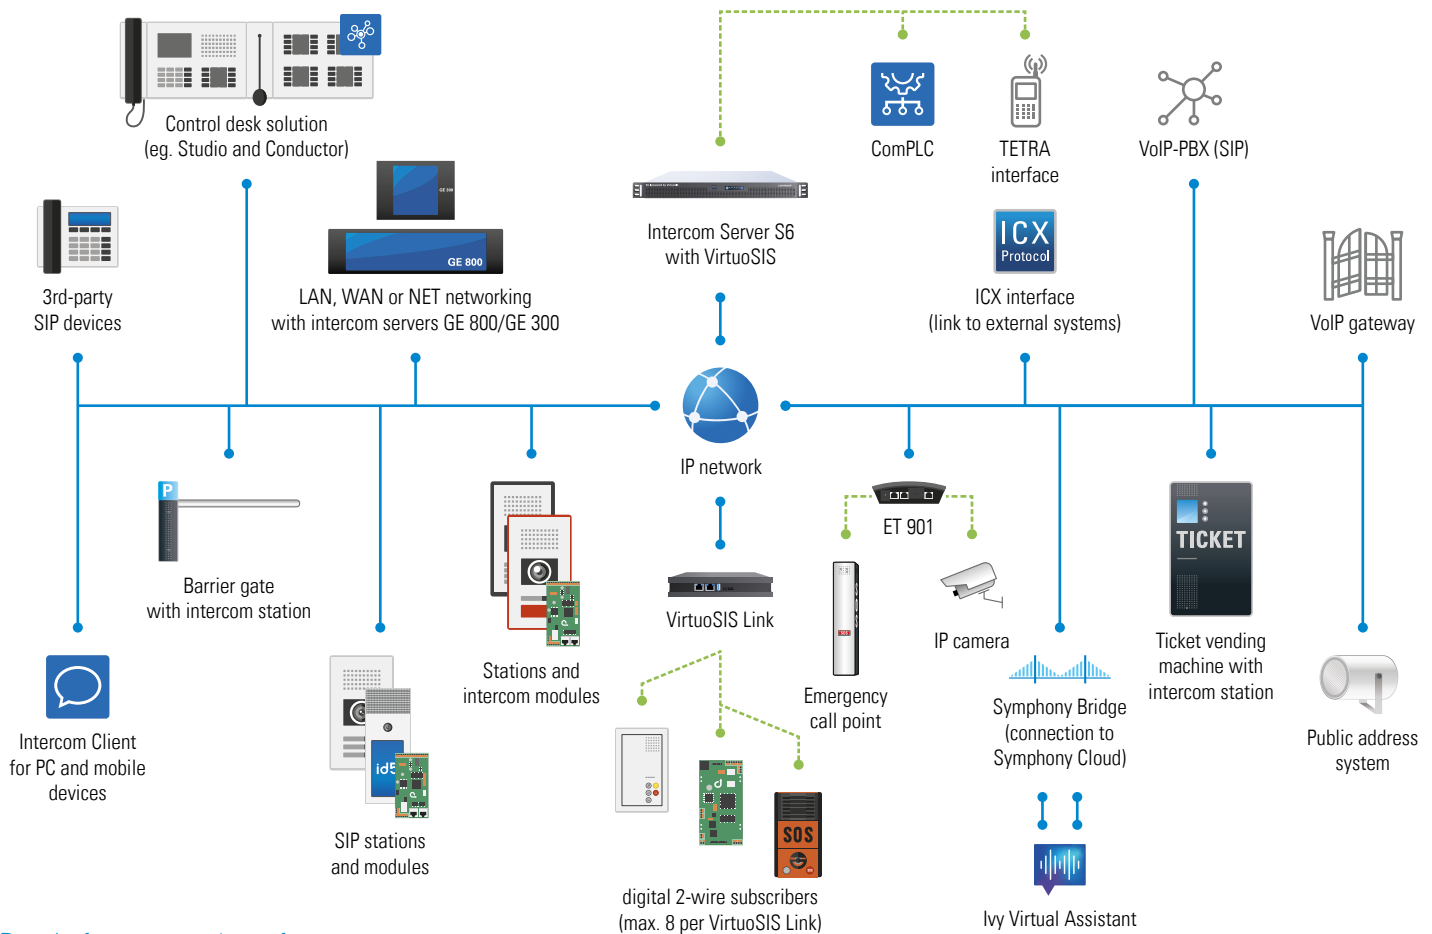 Control desk solution
(eg. Studio and Conductor)
ComPLC
TETRA
interface
VoIP-PBX (SIP)
GE 300
GE 800
LAN, WAN or NET networking
with intercom servers GE 800/GE 300
3rd-party
SIP devices
Intercom Server S6
with VirtuoSIS
ICX
Protocol
ICX interface
(link to external systems)
VoIP gateway
IP network
P
Barrier gate
with intercom station
Stations and
intercom modules
VirtuoSIS Link
ET 901
SOS
Emergency
call point
IP camera
TICKET
Ticket vending
machine with
intercom station
Intercom Client
for PC and mobile
devices
id5
SIP stations
and modules
SOS
digital 2-wire subscribers
(max. 8 per VirtuoSIS Link)
Symphony Bridge
(connection to
Symphony Cloud)
Ivy Virtual Assistant
Public address
system